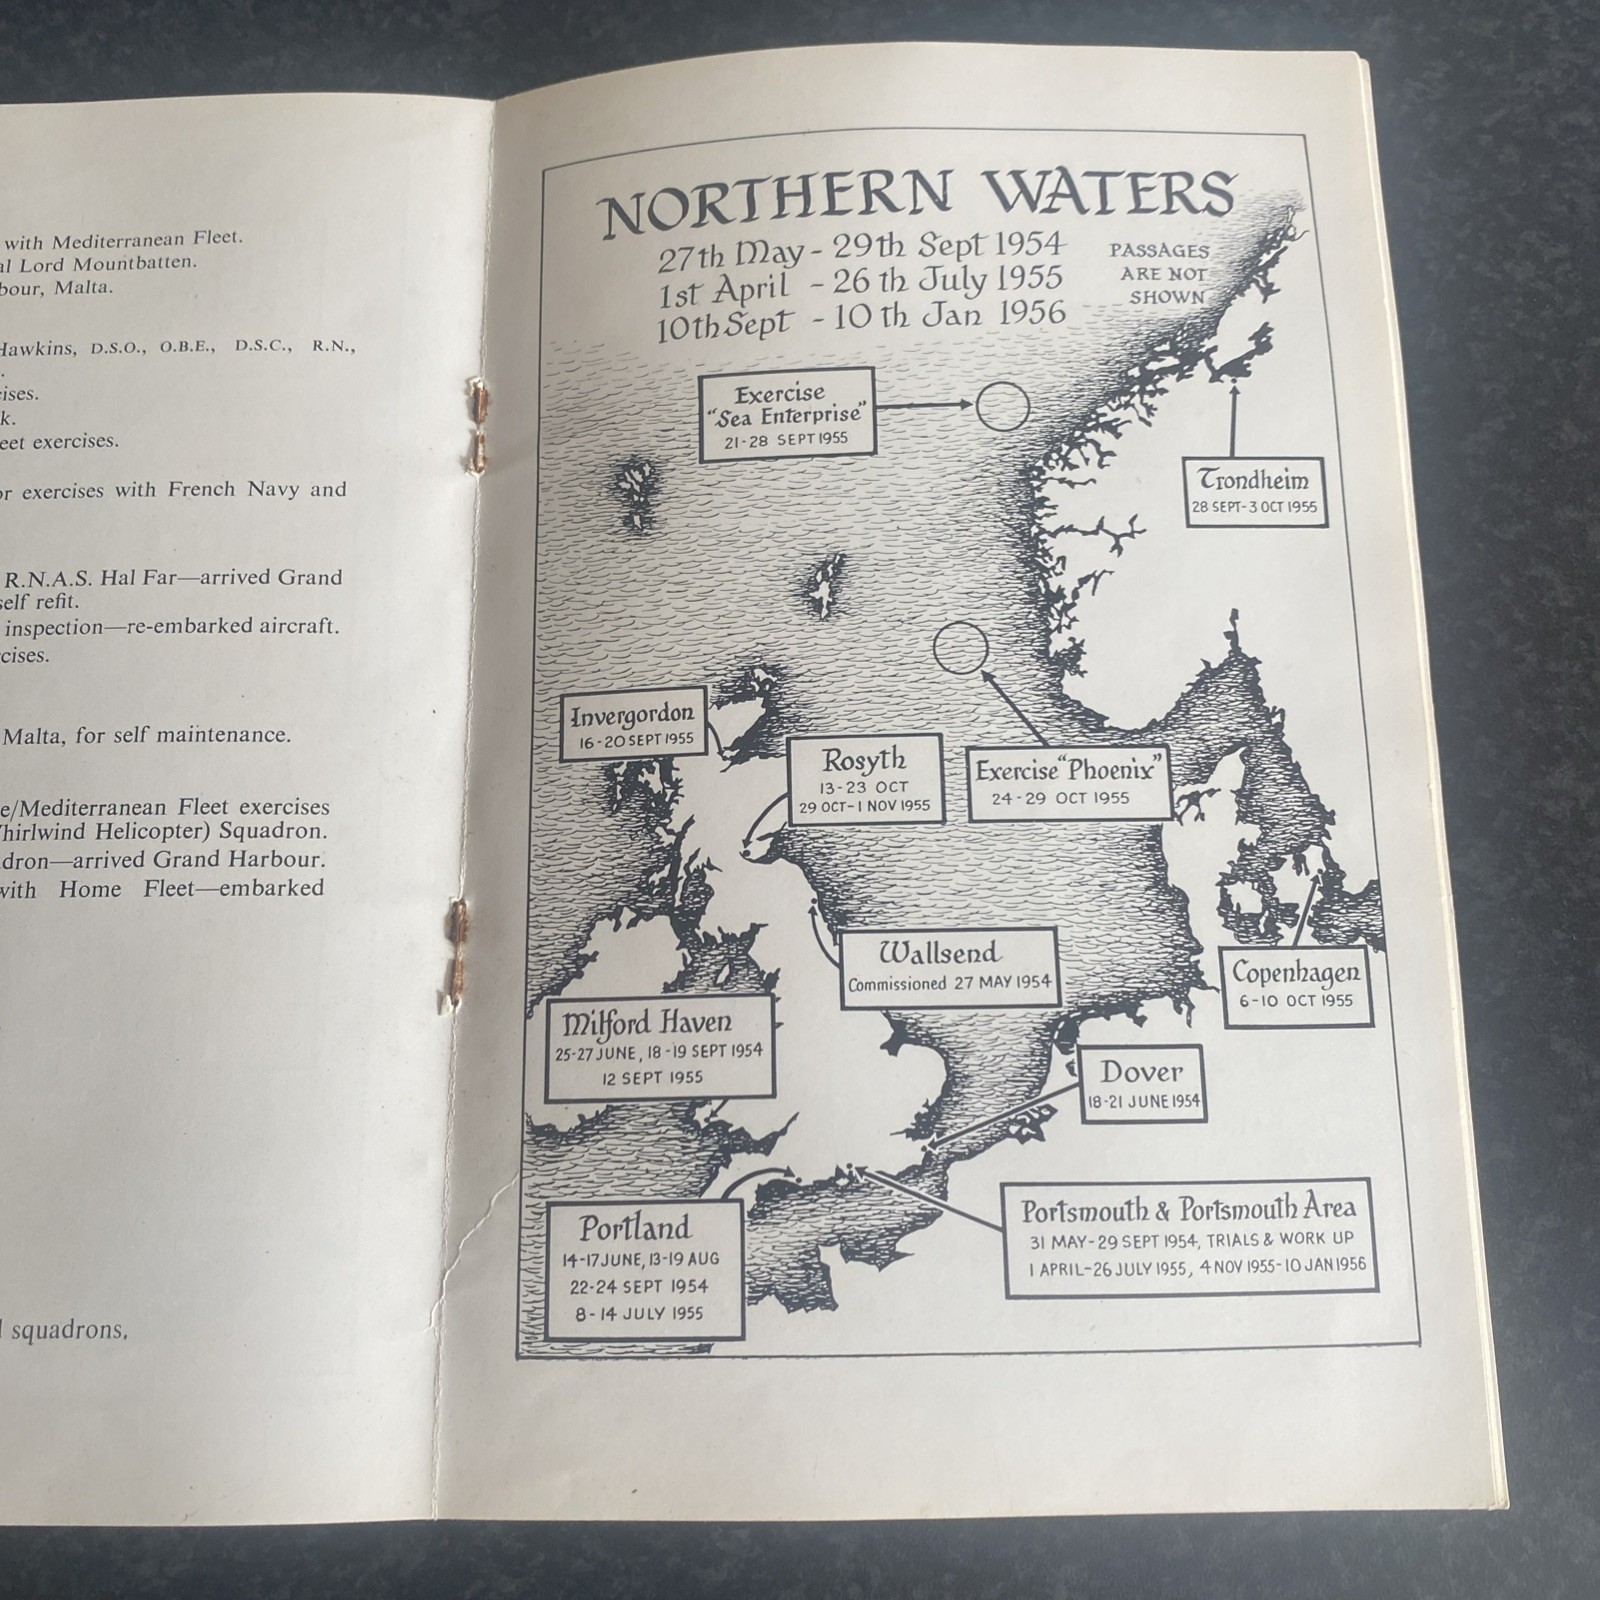 with Mediterranean Fleet.
Lord Mountbatten.
Malta.
Hawkins, D.S.O., O.B.E., D.S.C., R.N.,
eet exercises.
exercises with French Navy and
R.N.A.S. Hal Far—arrived Grand
self refit.
inspection—re-embarked aircraft.
Malta, for self maintenance.
e/Mediterranean Fleet exercises
Helicopter) Squadron.
dron—arrived Grand Harbour.
with Home Fleet—embarked
squadrons,
NORTHERN WATERS
27th May - 29th Sept 1954
1st April - 26th July 1955
10th Sept - 10th Jan 1956
PASSAGES
ARE NOT
SHOWN
Exercise
"Sea Enterprise"
21-28 SEPT 1955
Trondheim
28 SEPT-3 OCT 1955
Invergordon
16-20 SEPT 1955
Rosyth
13-23 OCT
29 OCT-1 NOV 1955
Exercise "Phoenix"
24-29 OCT 1955
Wallsend
Commissioned 27 MAY 1954
Copenhagen
6-10 OCT 1955
Milford Haven
25-27 JUNE, 18-19 SEPT 1954
12 SEPT 1955
Dover
18-21 JUNE 1954
Portland
14-17 JUNE, 13-19 AUG
22-24 SEPT 1954
8-14 JULY 1955
Portsmouth & Portsmouth Area
31 MAY-29 SEPT 1954, TRIALS & WORK UP
1 APRIL-26 JULY 1955, 4 NOV 1955-10 JAN 1956